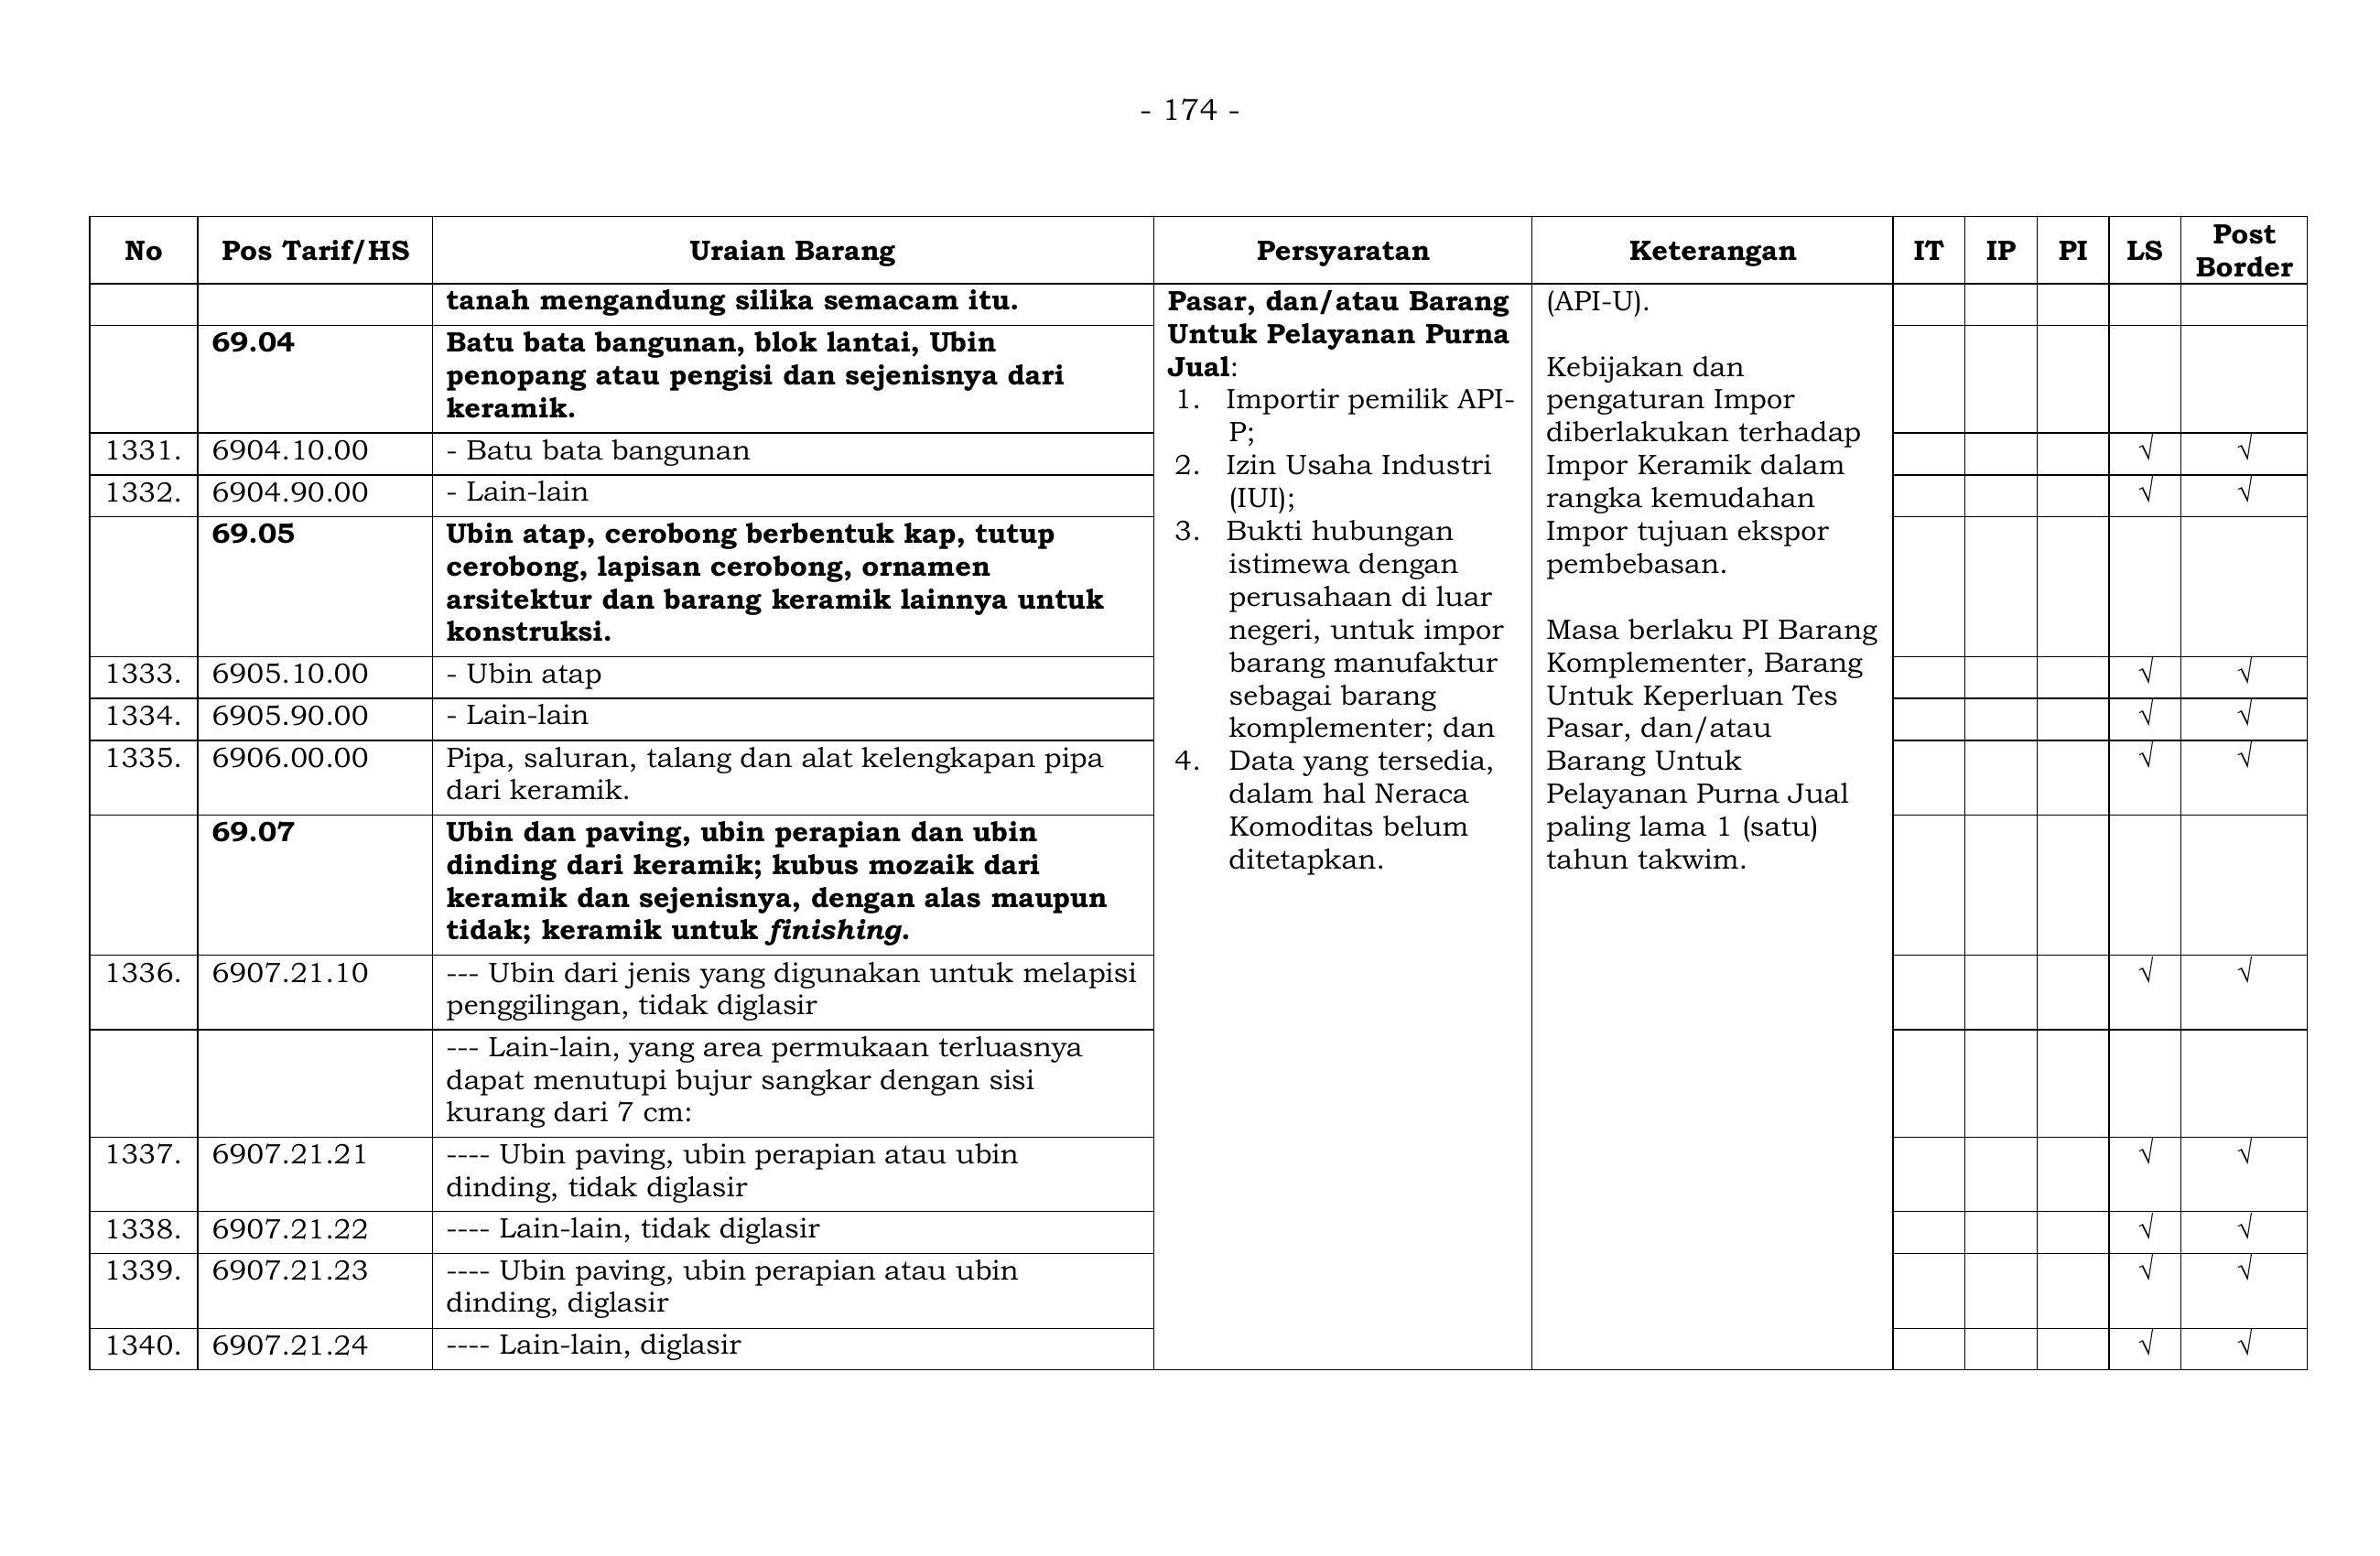 - 174 -
No Pos Tarif/HS Uraian Barang Persyaratan Keterangan IT IP PI LS Post Border
tanah mengandung silika semacam itu.
69.04 Batu bata bangunan, blok lantai, Ubin
penopang atau pengisi dan sejenisnya dari
keramik.
1331. 6904.10.00 - Batu bata bangunan √ √
1332. 6904.90.00 - Lain-lain √ √
69.05 Ubin atap, cerobong berbentuk kap, tutup
cerobong, lapisan cerobong, ornamen
arsitektur dan barang keramik lainnya untuk
konstruksi.
1333. 6905.10.00 - Ubin atap √ √
1334. 6905.90.00 - Lain-lain √ √
1335. 6906.00.00 Pipa, saluran, talang dan alat kelengkapan pipa √ √
dari keramik.
69.07 Ubin dan paving, ubin perapian dan ubin
dinding dari keramik; kubus mozaik dari
keramik dan sejenisnya, dengan alas maupun
tidak; keramik untuk finishing.
1336. 6907.21.10 --- Ubin dari jenis yang digunakan untuk melapisi √ √
penggilingan, tidak diglasir
--- Lain-lain, yang area permukaan terluasnya
dapat menutupi bujur sangkar dengan sisi
kurang dari 7 cm:
1337. 6907.21.21 ---- Ubin paving, ubin perapian atau ubin √ √
dinding, tidak diglasir
1338. 6907.21.22 ---- Lain-lain, tidak diglasir √ √
1339. 6907.21.23 ---- Ubin paving, ubin perapian atau ubin √ √
dinding, diglasir
1340. 6907.21.24 ---- Lain-lain, diglasir √ √
Pasar, dan/atau Barang
Untuk Pelayanan Purna
Jual:
1. Importir pemilik API-
P;
2. Izin Usaha Industri
(IUI);
3. Bukti hubungan
istimewa dengan
perusahaan di luar
negeri, untuk impor
barang manufaktur
sebagai barang
komplementer; dan
4. Data yang tersedia,
dalam hal Neraca
Komoditas belum
ditetapkan.
(API-U).
Kebijakan dan
pengaturan Impor
diberlakukan terhadap
Impor Keramik dalam
rangka kemudahan
Impor tujuan ekspor
pembebasan.
Masa berlaku PI Barang
Komplementer, Barang
Untuk Keperluan Tes
Pasar, dan/atau
Barang Untuk
Pelayanan Purna Jual
paling lama 1 (satu)
tahun takwim.